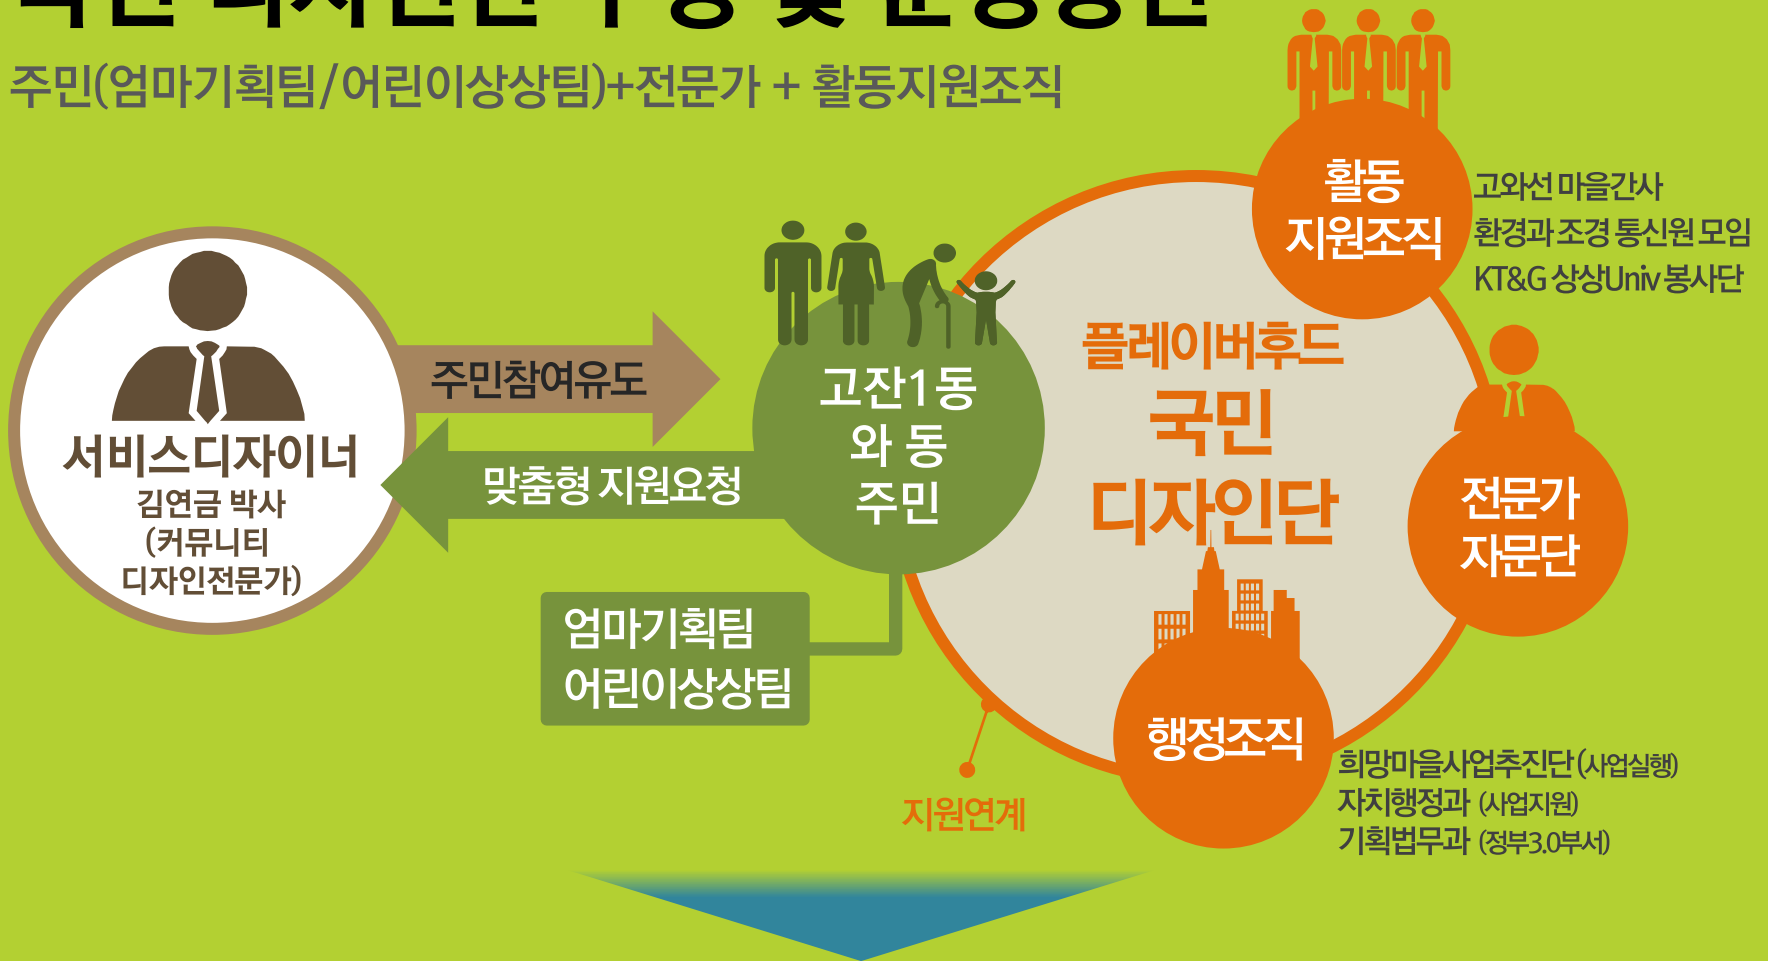 주민(엄마기획팀/어린이상상팀)+전문가 + 활동지원조직
활동
지원조직
고와선 마을간사
환경과 조경 통신원 모임
KT&G 상상Univ 봉사단
서비스디자이너
김연금 박사
(커뮤니티
디자인전문가)
주민참여유도
맞춤형 지원요청
고잔1동
와 동
주민
엄마기획팀
어린이상상팀
플레이버후드
국민
디자인단
전문가
자문단
행정조직
희망마을사업추진단 (사업실행)
자치행정과 (사업지원)
기획법무과 (정부3.0부서)
지원연계